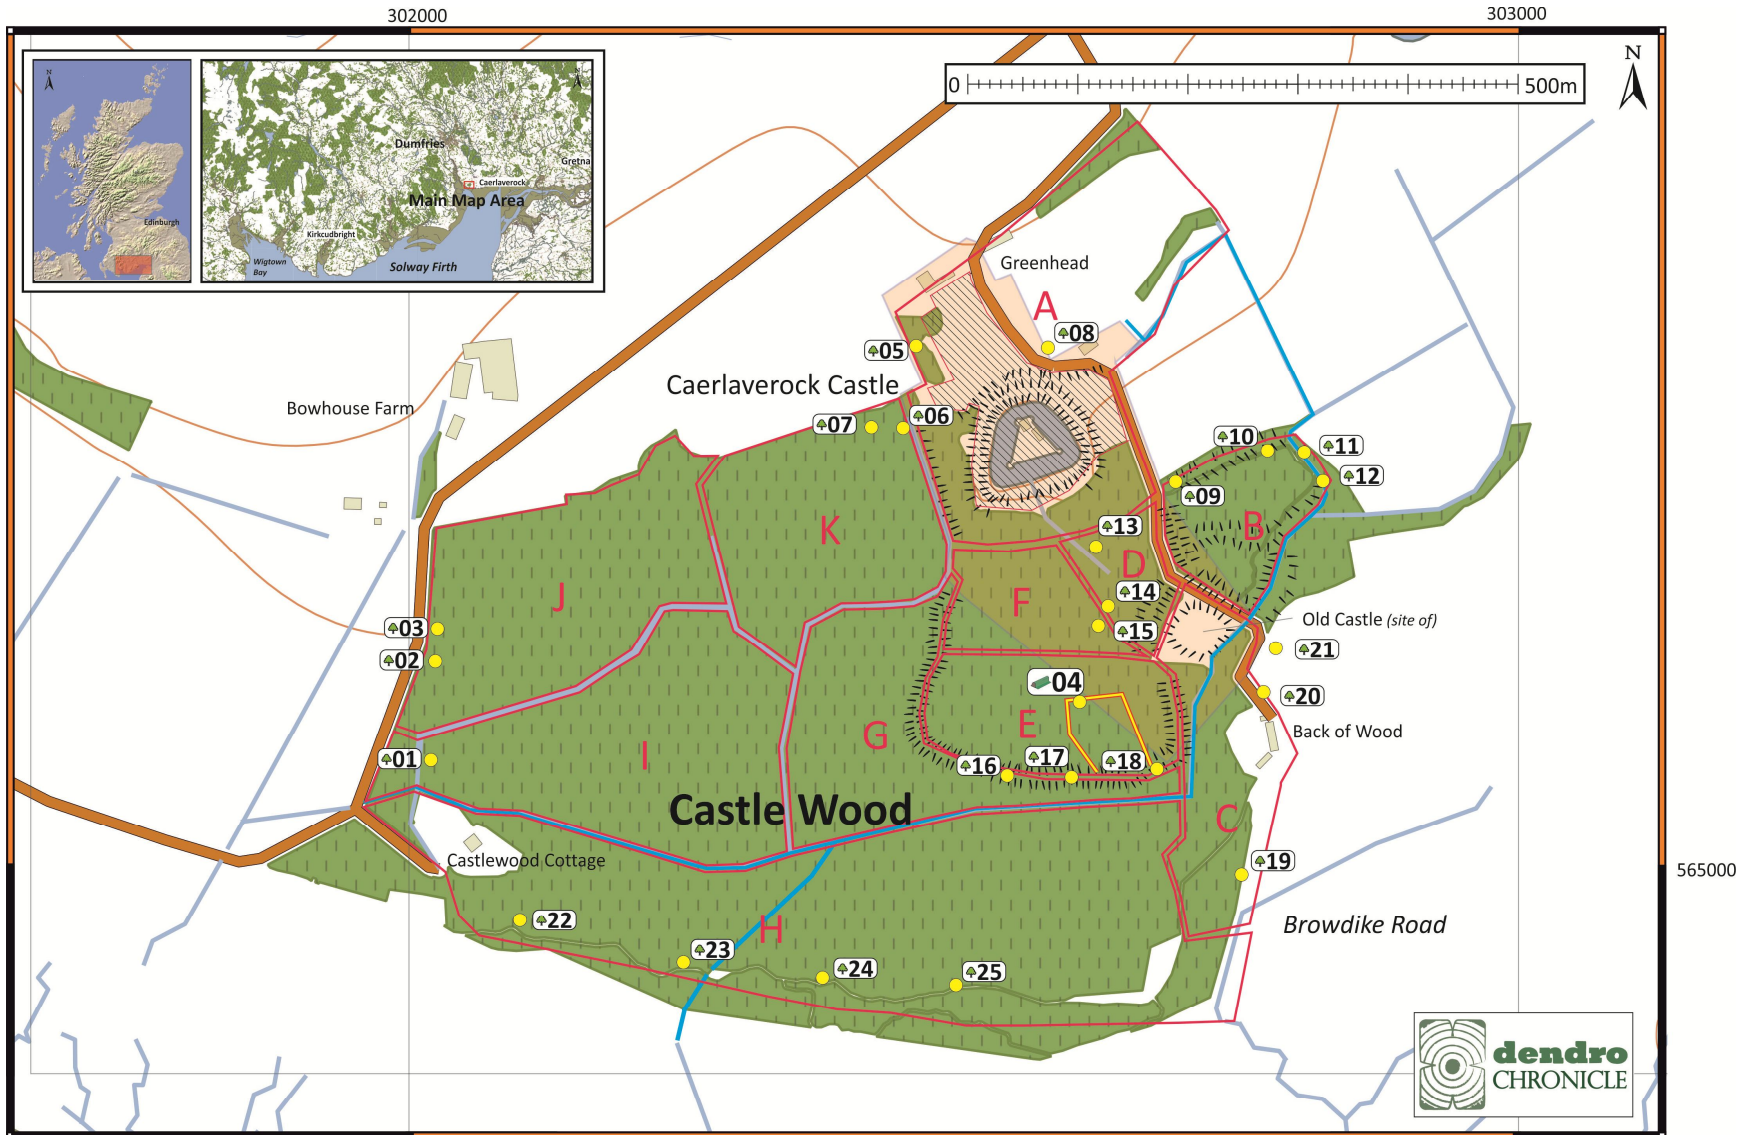 302000
303000
N
N
N
0
500m
N
Dumfries
Gretna
Caerlaverock
Main Map Area
Edinburgh
Kirkcudbright
Wigtown
Bay
Solway Firth
Greenhead
A
08
05
Caerlaverock Castle
Bowhouse Farm
06
07
10
11
12
09
B
13
K
D
J
F
14
03
15
Old Castle (site of)
02
21
04
20
E
G
Back of Wood
I
01
16
17
18
Castle Wood
C
Castlewood Cottage
19
565000
22
H
Browdike Road
23
24
25
dendro
CHRONICLE